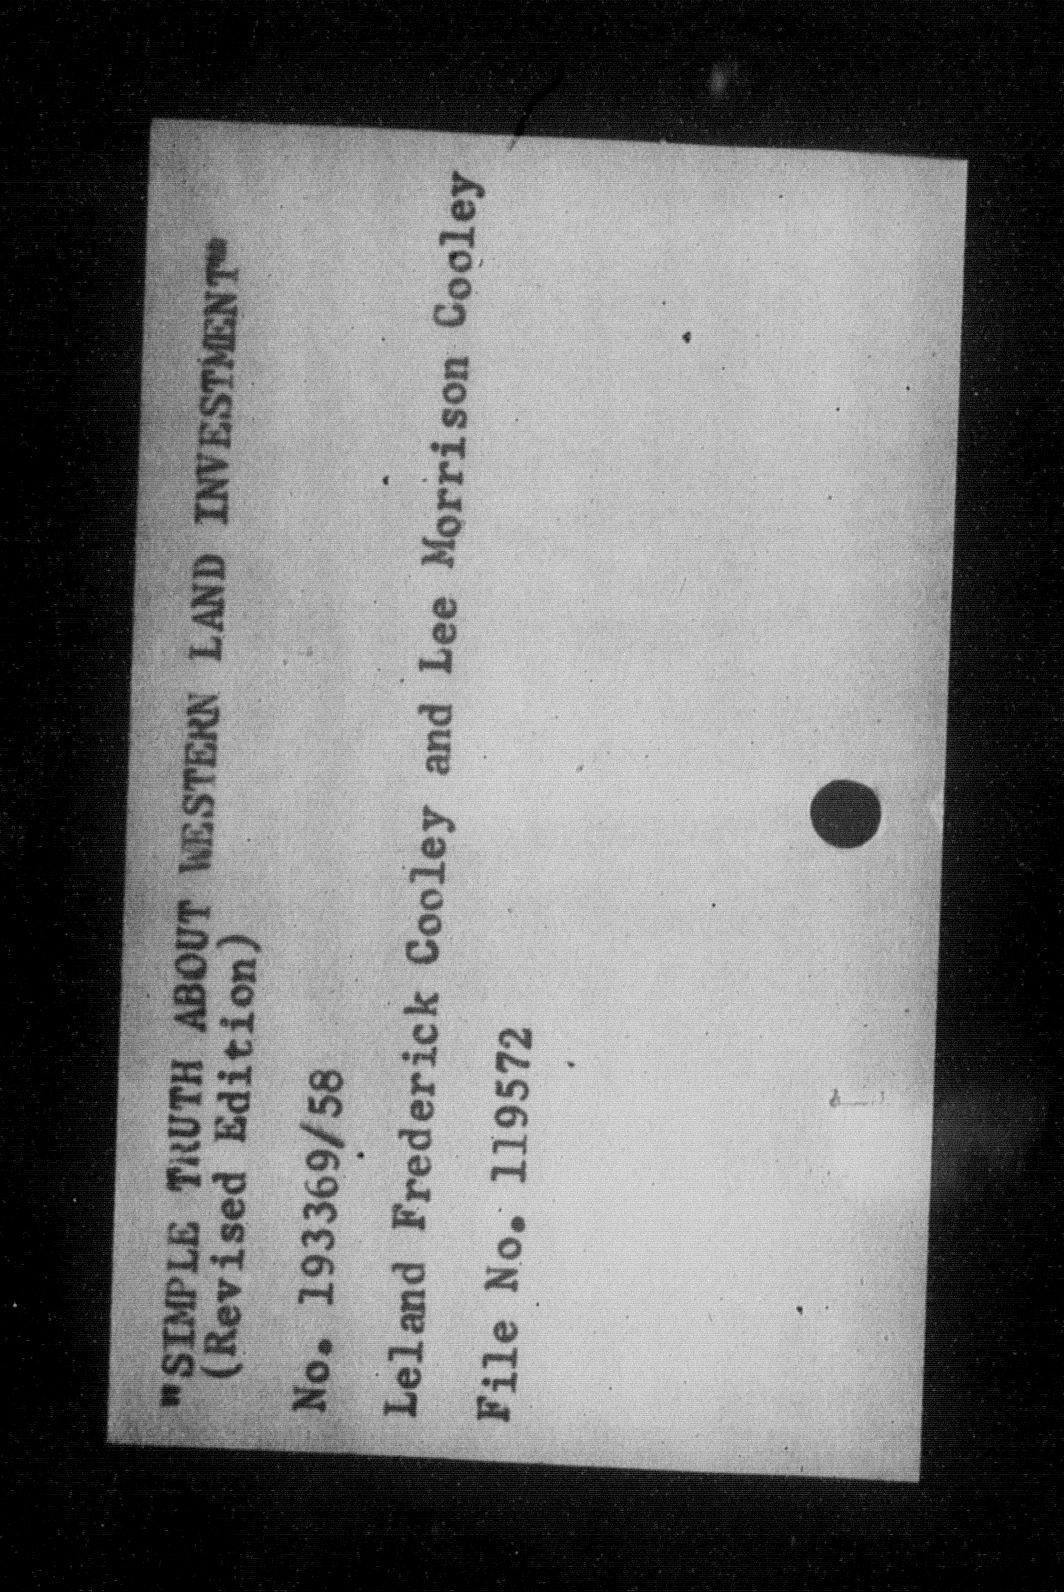 "SIMPLE TRUTH ABOUT WESTERN LAND INVESTMENT"
(Revised Edition)
No. 193369/58
Leland Frederick Cooley and Lee Morrison Cooley
File No. 119572